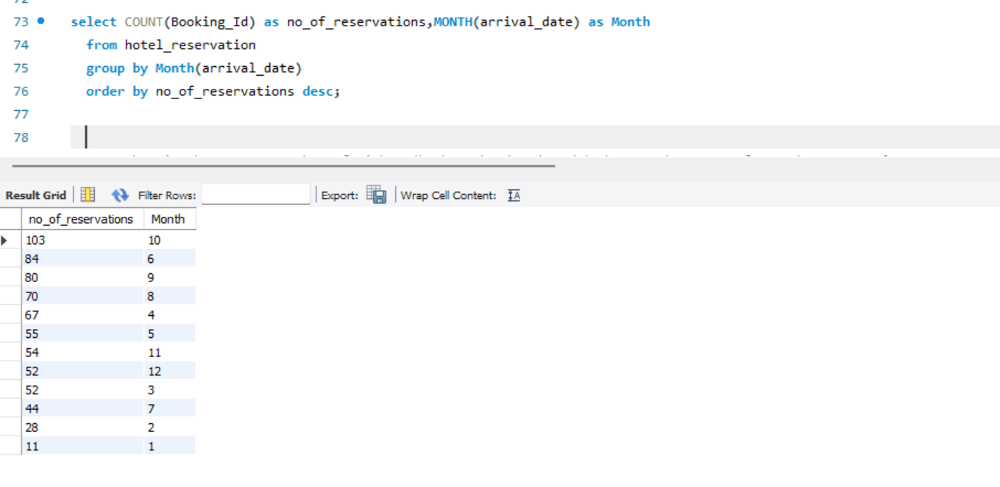 72
73 select COUNT(Booking_Id) as no_of_reservations,MONTH(arrival_date) as Month
74 from hotel_reservation
75 group by Month(arrival_date)
76 order by no_of_reservations desc;
77
78
Result Grid Filter Rows: Export: Wrap Cell Content: IA
no_of_reservations Month
103 10
84 6
80 9
70 8
67 4
55 5
54 11
52 12
52 3
44 7
28 2
11 1